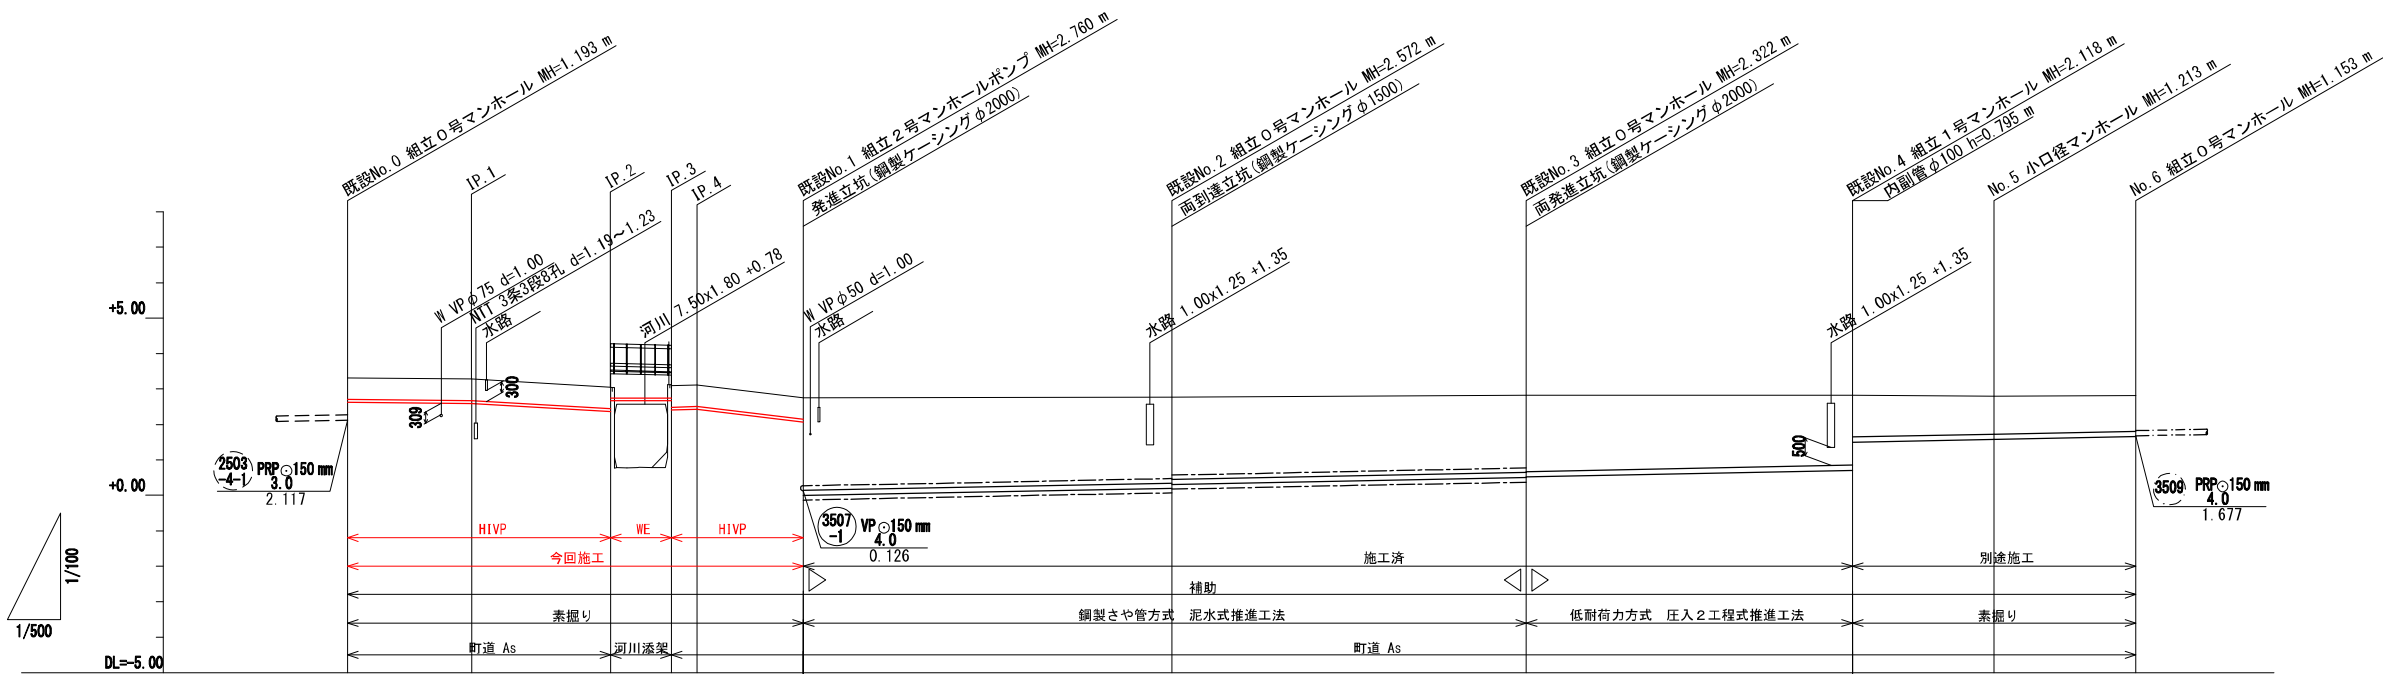 既設No.0 組立０号マンホール MH=1.193 m
IP.1
IP.2
IP.3
IP.4
既設No.1 組立２号マンホールポンプ MH=2.760 m
発進立坑(鋼製ケーシングφ2000)
既設No.2 組立０号マンホール MH=2.572 m
両到達立坑(鋼製ケーシングφ1500)
既設No.3 組立０号マンホール MH=2.322 m
両発進立坑(鋼製ケーシングφ2000)
既設No.4 組立１号マンホール MH=2.118 m
内副管φ100 h=0.795 m
No.5 小口径マンホール MH=1.213 m
No.6 組立０号マンホール MH=1.153 m
W VPφ75 d=1.00
NTT 3条3段8孔 d=1.19～1.23
水路
河川 7.50x1.80 +0.78
W VPφ50 d=1.00
水路
水路 1.00x1.25 +1.35
水路 1.00x1.25 +1.35
+5.00
300
309
500
2503
-4-1
PRP⊙150㎜
3.0
2.117
+0.00
3507
-1
VP⊙150㎜
4.0
0.126
3509
PRP⊙150㎜
4.0
1.677
HIVP
WE
HIVP
今回施工
施工済
別途施工
補助
素掘り
鋼製さや管方式　泥水式推進工法
低耐荷力方式　圧入２工程式推進工法
素掘り
町道 As
河川添架
町道 As
1/100
1/500
DL=-5.00